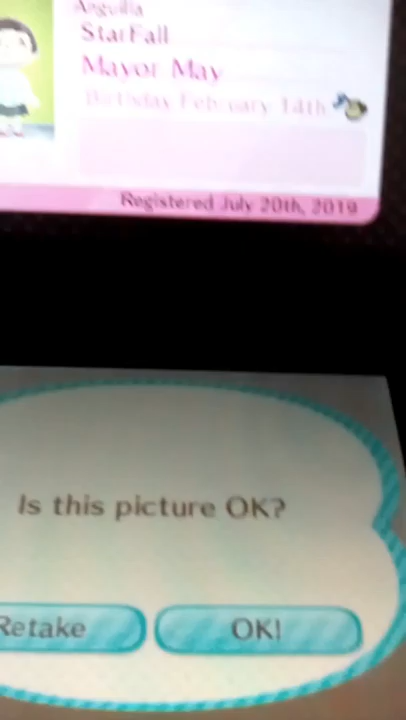 Anguilla
StarFall
Mayor May
Birthday February 14th
Registered July 20th, 2019
Is this picture OK?
Retake
OK!